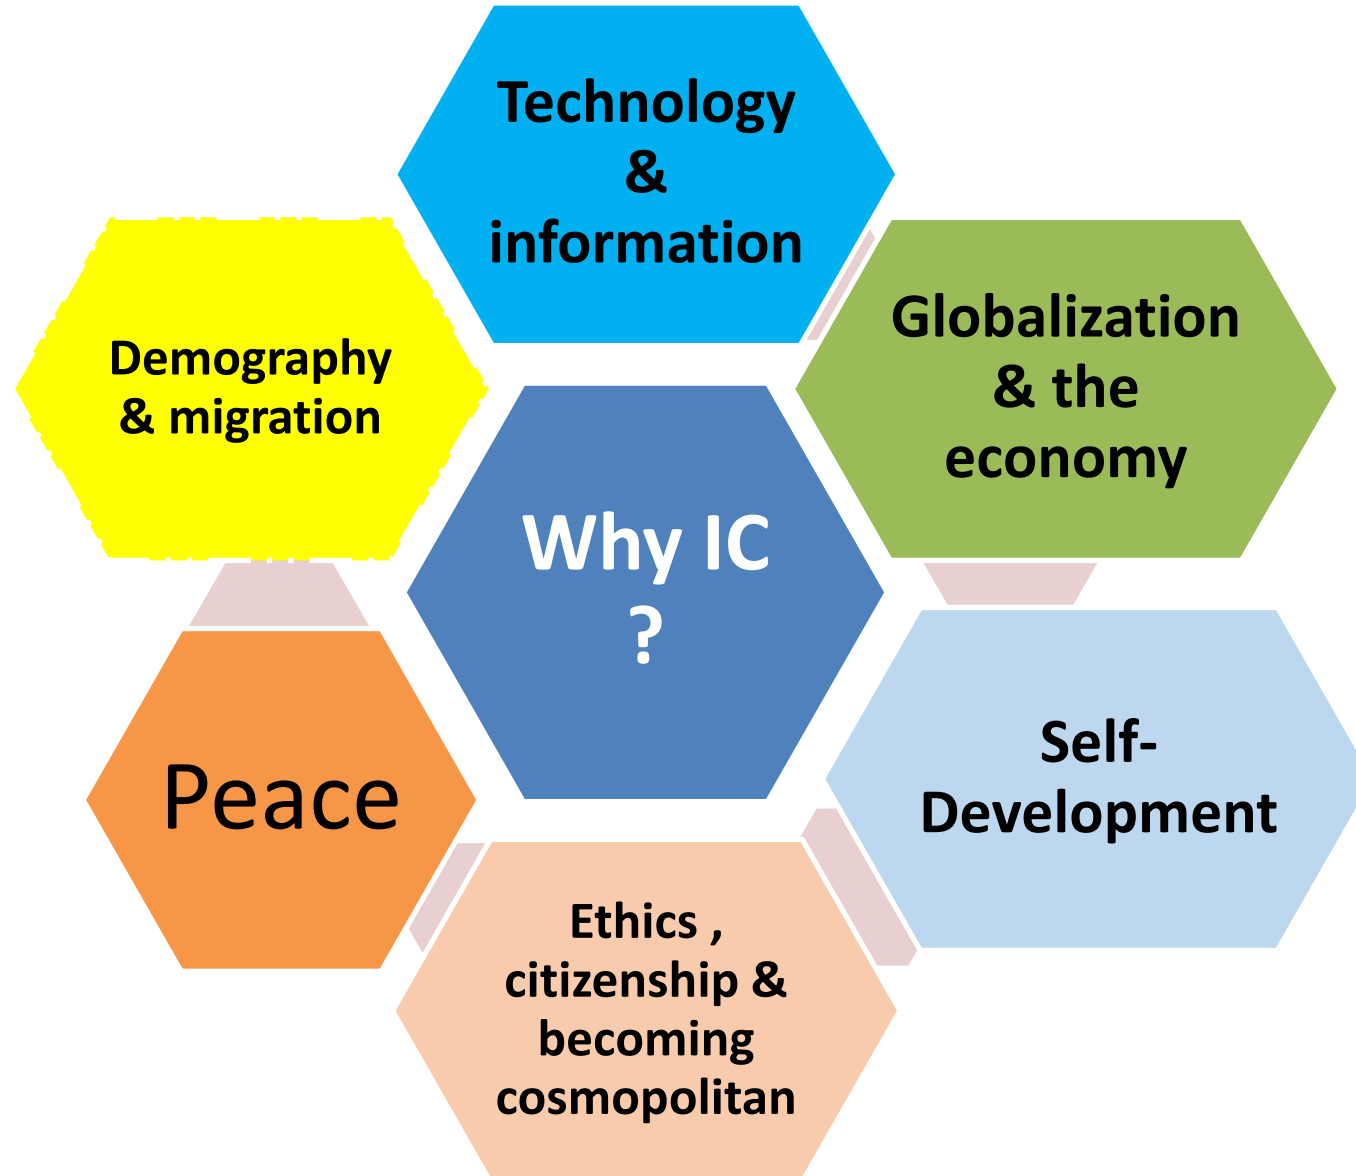 Technology
&
information
Globalization
& the
economy
Demography
& migration
Why IC
?
Self-
Development
Peace
Ethics ,
citizenship &
becoming
cosmopolitan